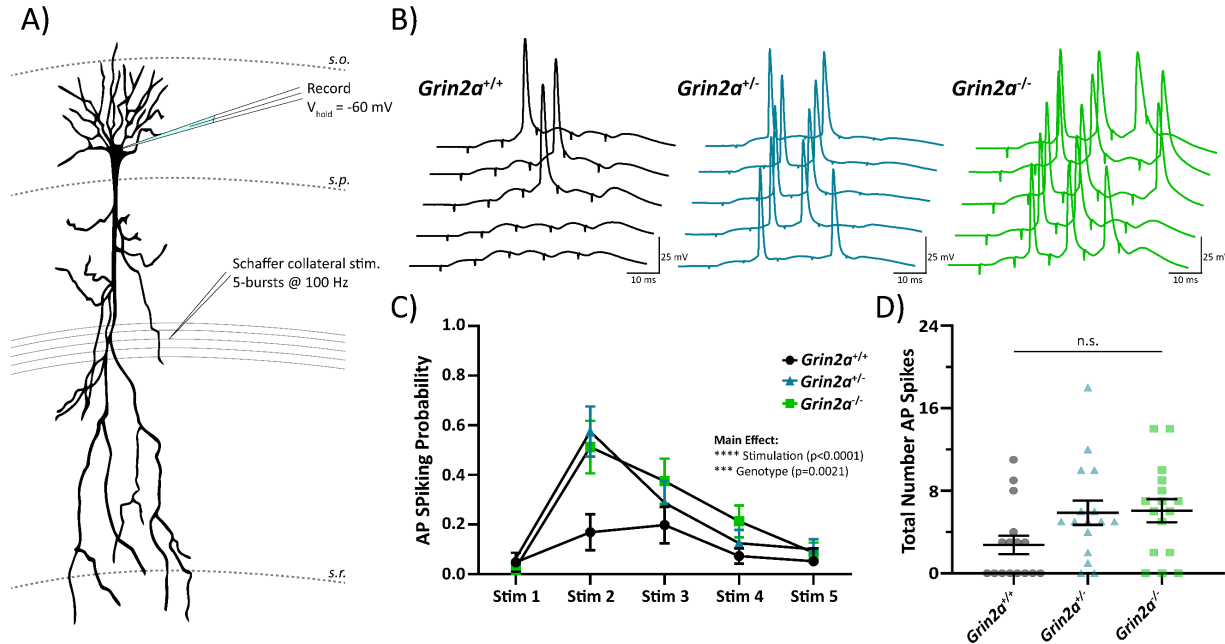 A)
s.o.
Record
Vhold = -60 mV
s.p.
Schaffer collateral stim.
5-bursts @ 100 Hz
s.r.
B)
Grin2a+/+
Grin2a+/-
Grin2a-/-
25 mV
10 ms
25 mV
10 ms
25 mV
10 ms
C)
AP SPiking Probability
1.0
0.8
0.6
0.4
0.2
0.0
Stim 1
Stim 2
Stim 3
Stim 4
Stim 5
Grin2a+/+
Grin2a+/-
Grin2a-/-
Main Effect:
**** Stimulation (p<0.0001)
*** Genotype (p=0.0021)
D)
Total Number AP Spikes
24
16
8
0
n.s.
Grin2a+/+
Grin2a+/-
Grin2a-/-